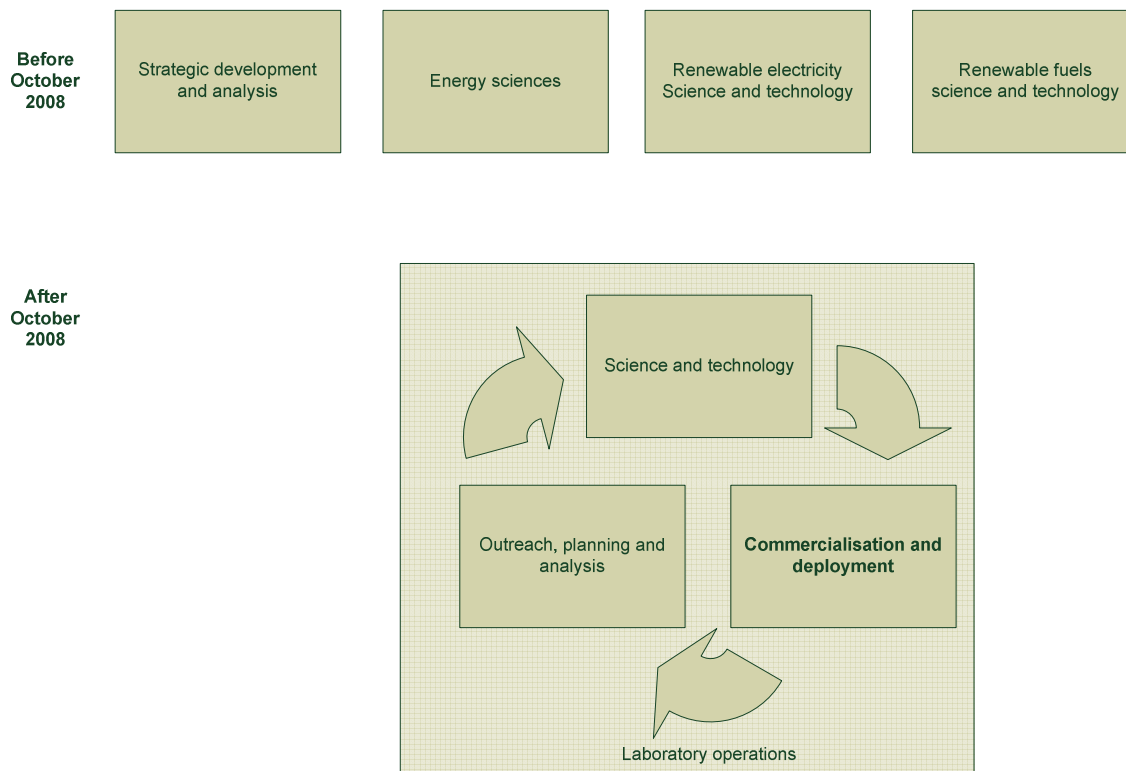 Before
October
2008
Strategic development
and analysis
Energy sciences
Renewable electricity
Science and technology
Renewable fuels
science and technology
After
October
2008
Science and technology
Outreach, planning and
analysis
Commercialisation and
deployment
Laboratory operations